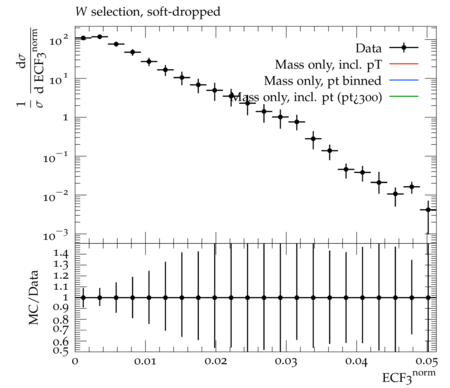 W selection, soft-dropped
1/σ dσ/d ECF3^norm
10^2
10
1
10^−1
10^−2
10^−3
Data
Mass only, incl. pT
Mass only, pt binned
Mass only, incl. pt (pt¿300)
MC/Data
1.4
1.3
1.2
1.1
1
0.9
0.8
0.7
0.6
0.5
0 0.01 0.02 0.03 0.04 0.05
ECF3^norm